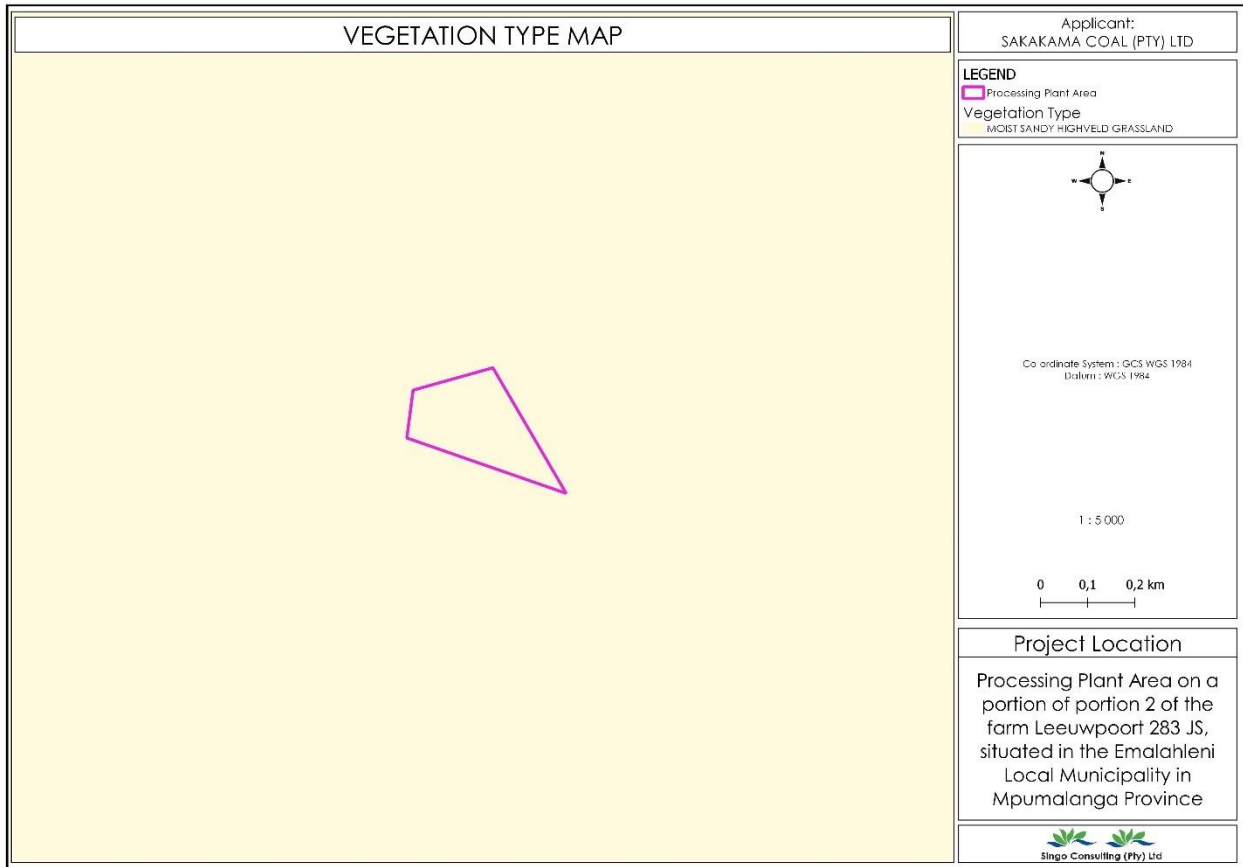 VEGETATION TYPE MAP
Applicant:
SAKAKAMA COAL (PTY) LTD
LEGEND
Processing Plant Area
Vegetation Type
MOIST SANDY HIGHVELD GRASSLAND
N
W E
S
Co ordinate System : GCS WGS 1984
Datum : WGS 1984
1 : 5 000
0 0,1 0,2 km
Project Location
Processing Plant Area on a
portion of portion 2 of the
farm Leeuwpoort 283 JS,
situated in the Emalahleni
Local Municipality in
Mpumalanga Province
Singo Consulting (Pty) Ltd